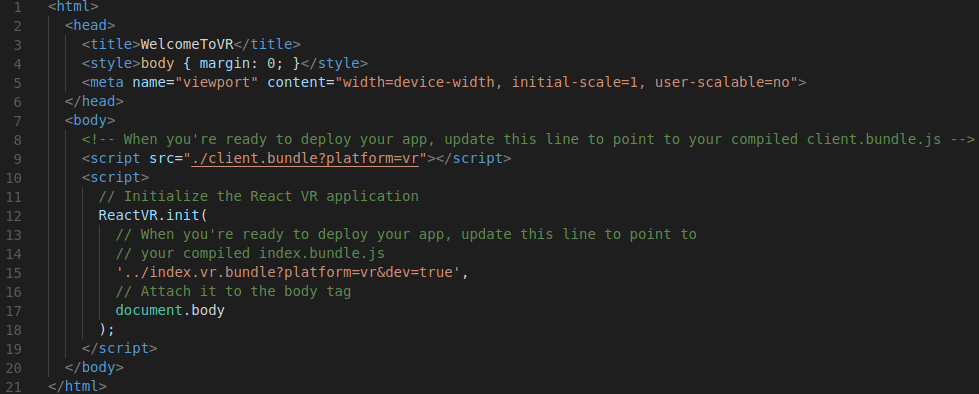 1 <html>
2   <head>
3     <title>WelcomeToVR</title>
4     <style>body { margin: 0; }</style>
5     <meta name="viewport" content="width=device-width, initial-scale=1, user-scalable=no">
6   </head>
7   <body>
8     <!-- When you're ready to deploy your app, update this line to point to your compiled client.bundle.js -->
9     <script src="./client.bundle?platform=vr"></script>
10     <script>
11       // Initialize the React VR application
12       ReactVR.init(
13         // When you're ready to deploy your app, update this line to point to
14         // your compiled index.bundle.js
15         '../index.vr.bundle?platform=vr&dev=true',
16         // Attach it to the body tag
17         document.body
18       );
19     </script>
20   </body>
21 </html>